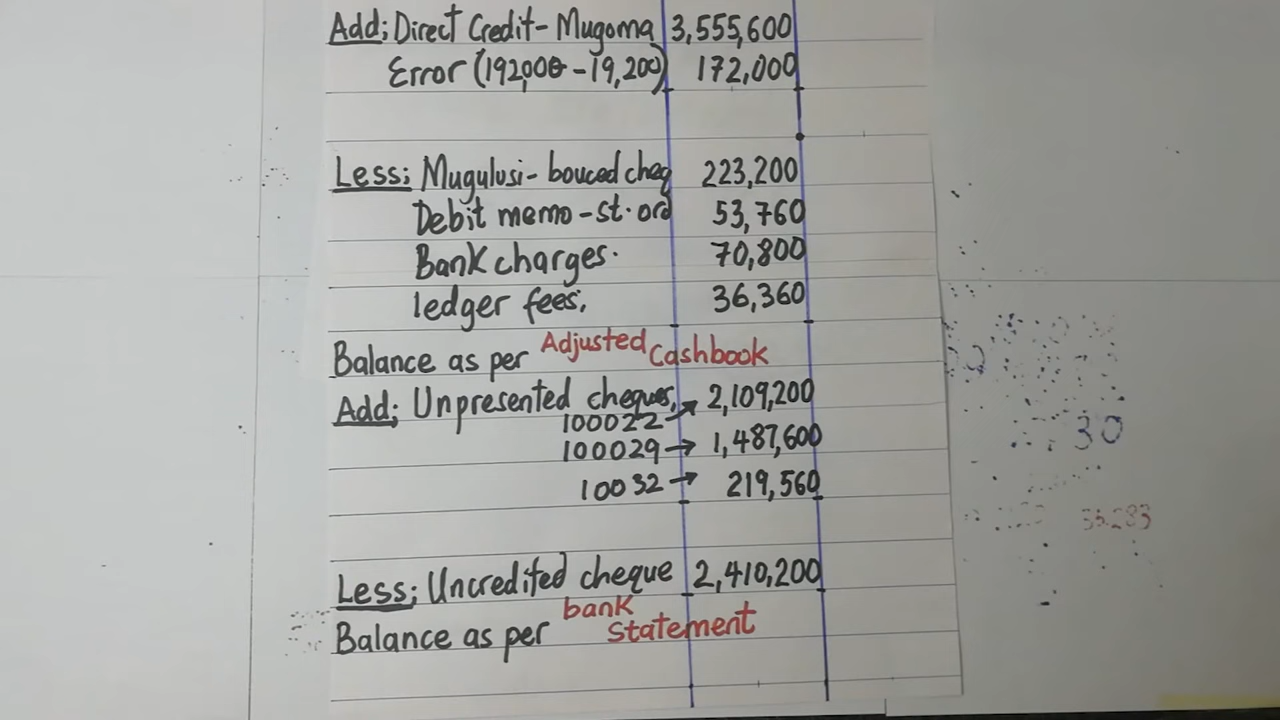 Add; Direct Credit- Mugoma 3,555,600
Error (192,000 - 19,200) 172,000
Less; Mugulusi- bouced cheq 223,200
Debit memo - st. ord 53,760
Bank charges. 70,800
ledger fees, 36,360
Balance as per Adjusted Cashbook
Add; Unpresented cheques,
100022 → 2,109,200
100029 → 1,487,600
10032 → 219,560
Less; Uncredited cheque 2,410,200
Balance as per bank statement
30